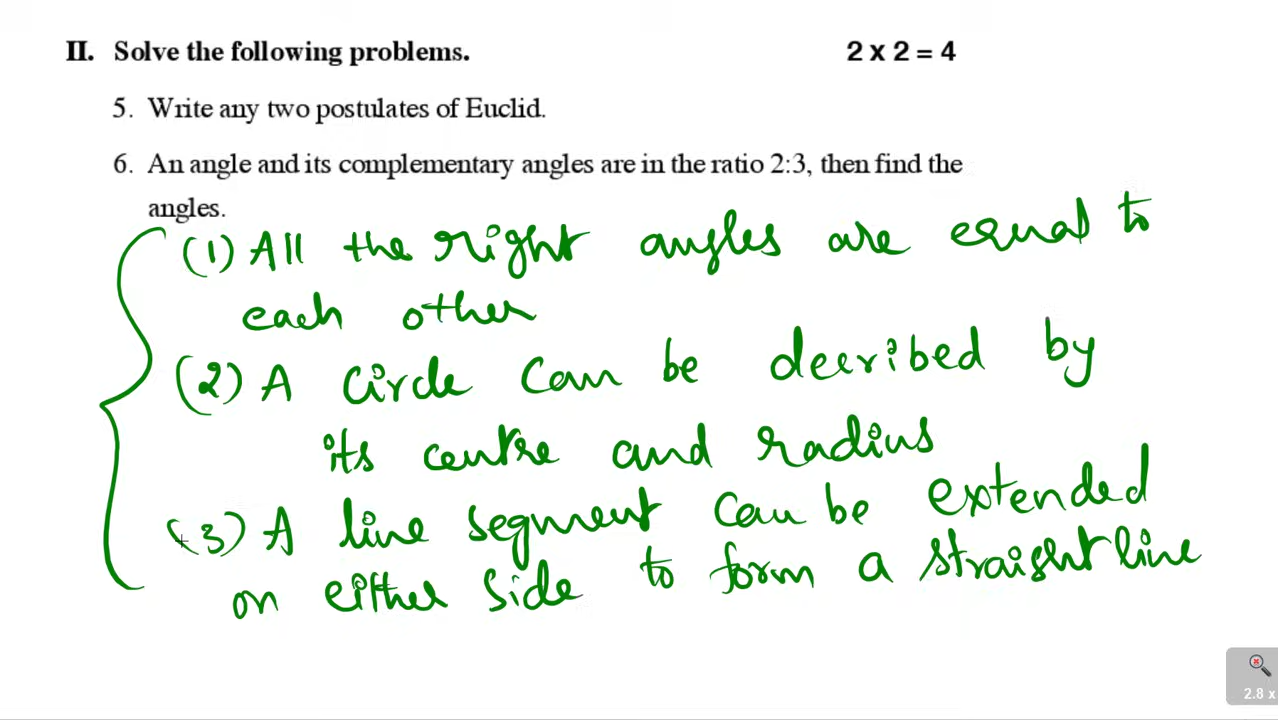 II. Solve the following problems. 2 x 2 = 4
5. Write any two postulates of Euclid.
6. An angle and its complementary angles are in the ratio 2:3, then find the
angles.
(1) All the right angles are equal to
each other
(2) A circle can be decribed by
its centre and radius
(3) A line segment can be extended
on either side to form a straight line
2.8 x